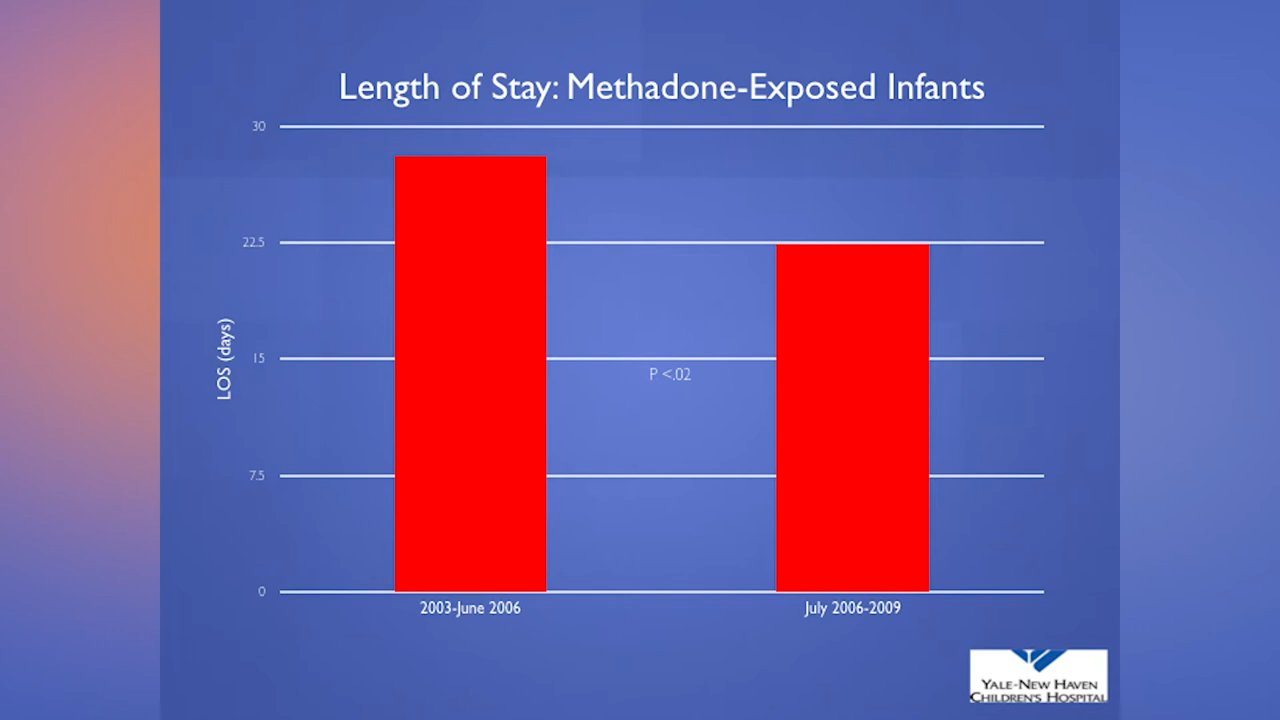 Length of Stay: Methadone-Exposed Infants
30
22.5
15
7.5
0
LOS (days)
P <.02
2003-June 2006
July 2006-2009
YALE-NEW HAVEN
CHILDREN'S HOSPITAL